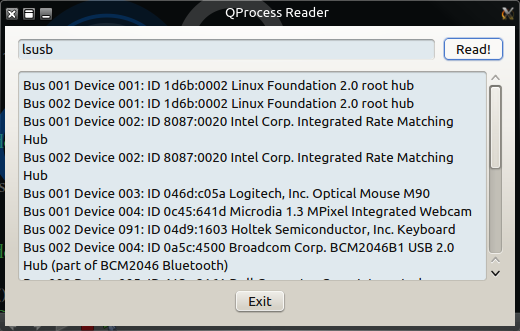 QProcess Reader
lsusb
Read!
Bus 001 Device 001: ID 1d6b:0002 Linux Foundation 2.0 root hub
Bus 002 Device 001: ID 1d6b:0002 Linux Foundation 2.0 root hub
Bus 001 Device 002: ID 8087:0020 Intel Corp. Integrated Rate Matching
Hub
Bus 002 Device 002: ID 8087:0020 Intel Corp. Integrated Rate Matching
Hub
Bus 001 Device 003: ID 046d:c05a Logitech, Inc. Optical Mouse M90
Bus 001 Device 004: ID 0c45:641d Microdia 1.3 MPixel Integrated Webcam
Bus 002 Device 091: ID 04d9:1603 Holtek Semiconductor, Inc. Keyboard
Bus 002 Device 004: ID 0a5c:4500 Broadcom Corp. BCM2046B1 USB 2.0
Hub (part of BCM2046 Bluetooth)
Exit